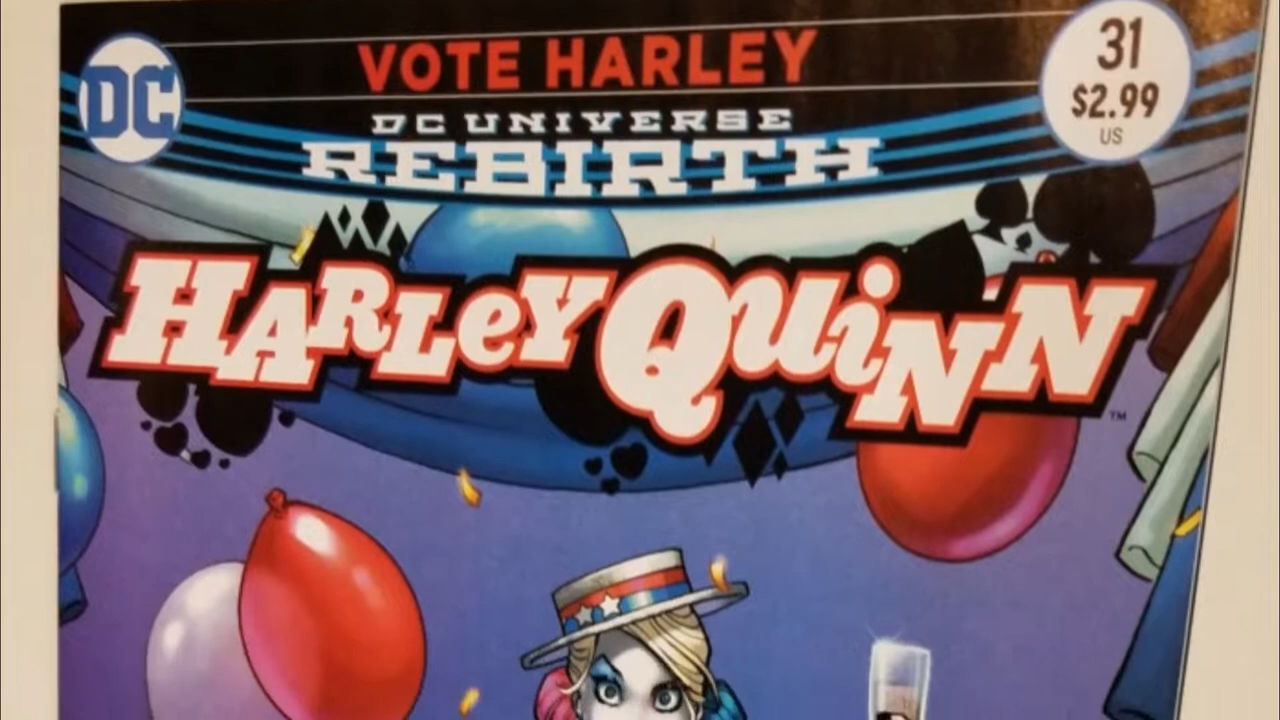 DC
VOTE HARLEY
31
$2.99
US
DC UNIVERSE
REBIRTH
HARLEY QUINN
TM